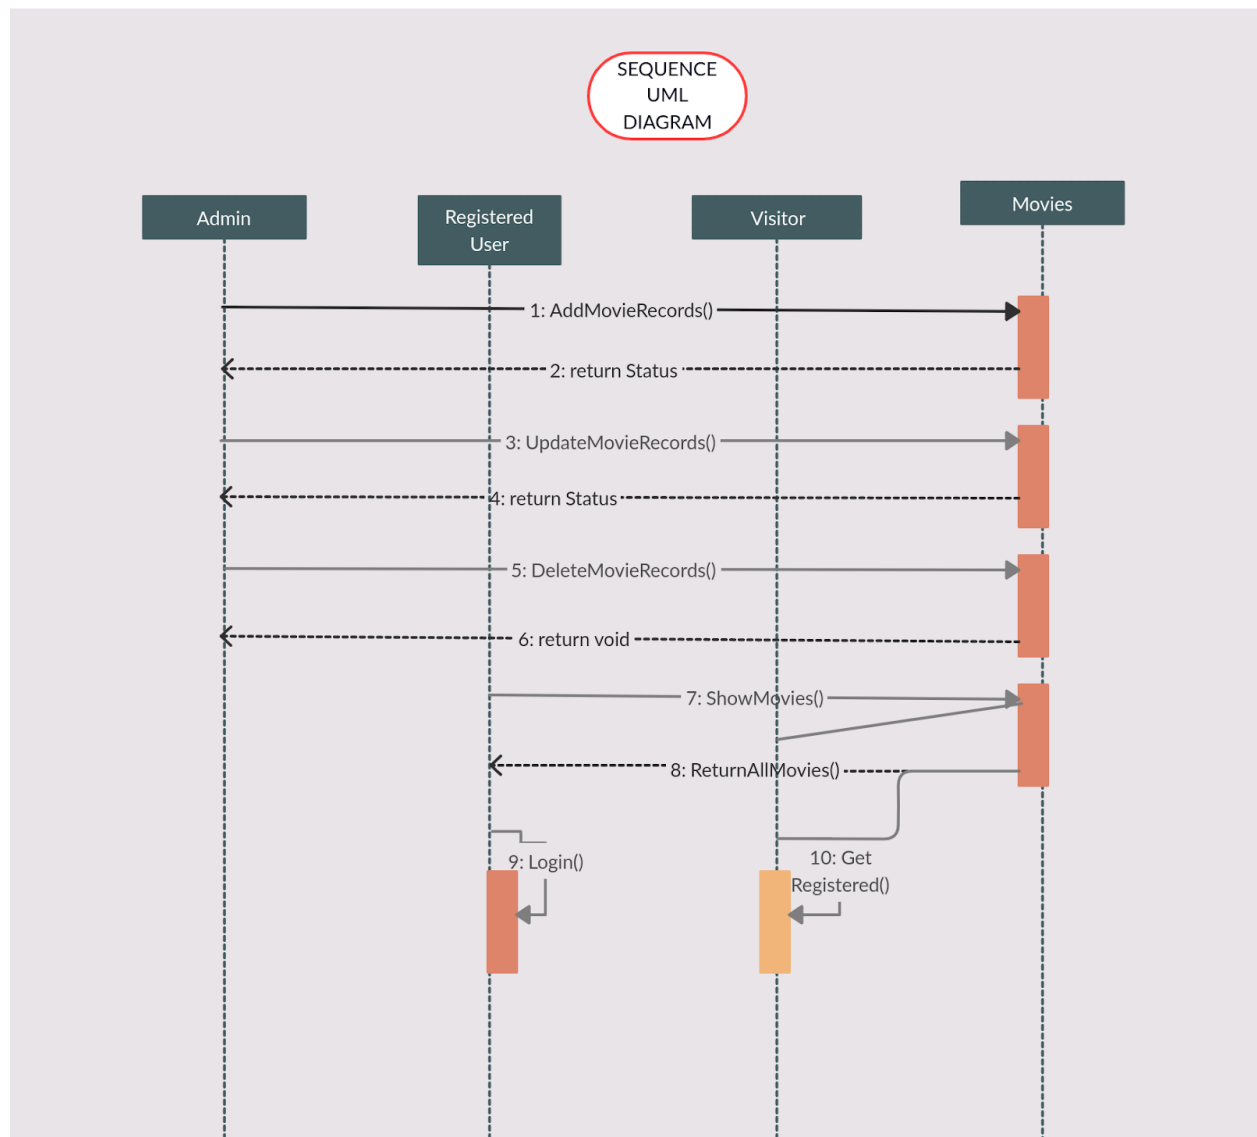 SEQUENCE
UML
DIAGRAM
Admin
Registered
User
Visitor
Movies
1: AddMovieRecords()
2: return Status
3: UpdateMovieRecords()
4: return Status
5: DeleteMovieRecords()
6: return void
7: ShowMovies()
8: ReturnAllMovies()
9: Login()
10: Get
Registered()